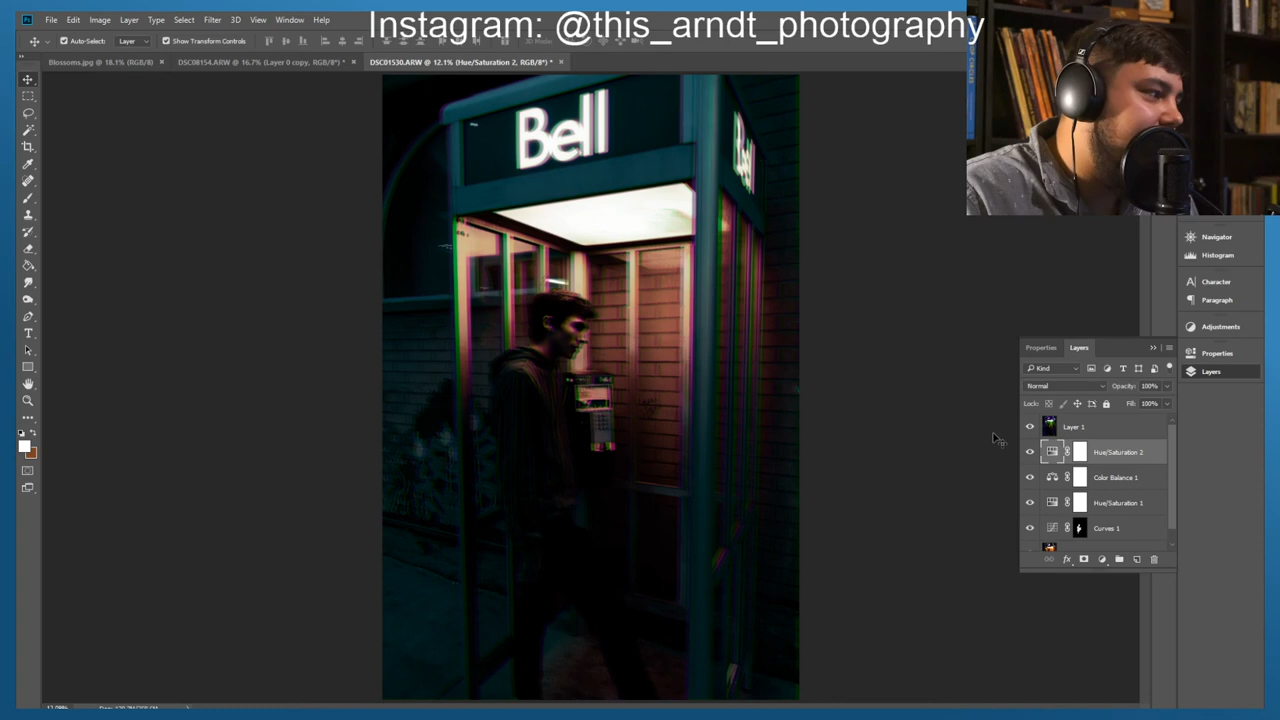 Instagram: @this_arndt_photography
File Edit Image Layer Type Select Filter 3D View Window Help
Auto-Select: Layer Show Transform Controls
Blossoms.jpg @ 18.1% (RGB/8) × DSC08154.ARW @ 16.7% (Layer 0 copy, RGB/8*) * × DSC01530.ARW @ 12.1% (Hue/Saturation 2, RGB/8*) * ×
Bell
Bell
Navigator
Histogram
Character
Paragraph
Adjustments
Properties
Layers
Properties Layers
Kind
Normal Opacity: 100%
Lock: Fill: 100%
Layer 1
Hue/Saturation 2
Color Balance 1
Hue/Saturation 1
Curves 1